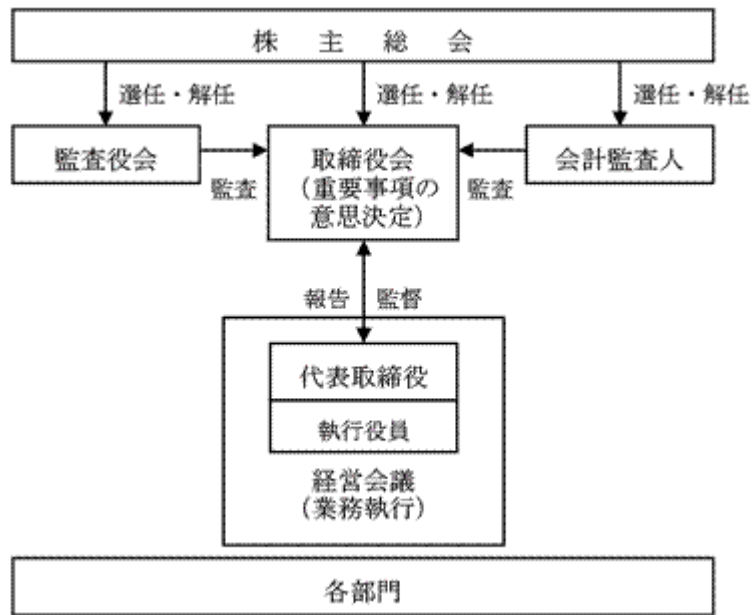 株主総会
選任・解任
選任・解任
選任・解任
監査役会
監査
取締役会
（重要事項の
意思決定）
監査
会計監査人
報告
監督
代表取締役
執行役員
経営会議
（業務執行）
各部門